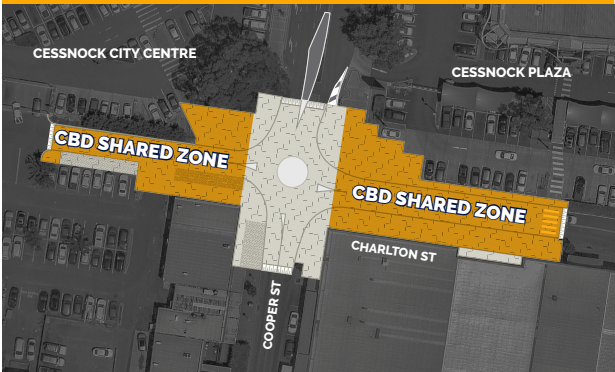 CESSNOCK CITY CENTRE
CESSNOCK PLAZA
CBD SHARED ZONE
CBD SHARED ZONE
CHARLTON ST
COOPER ST